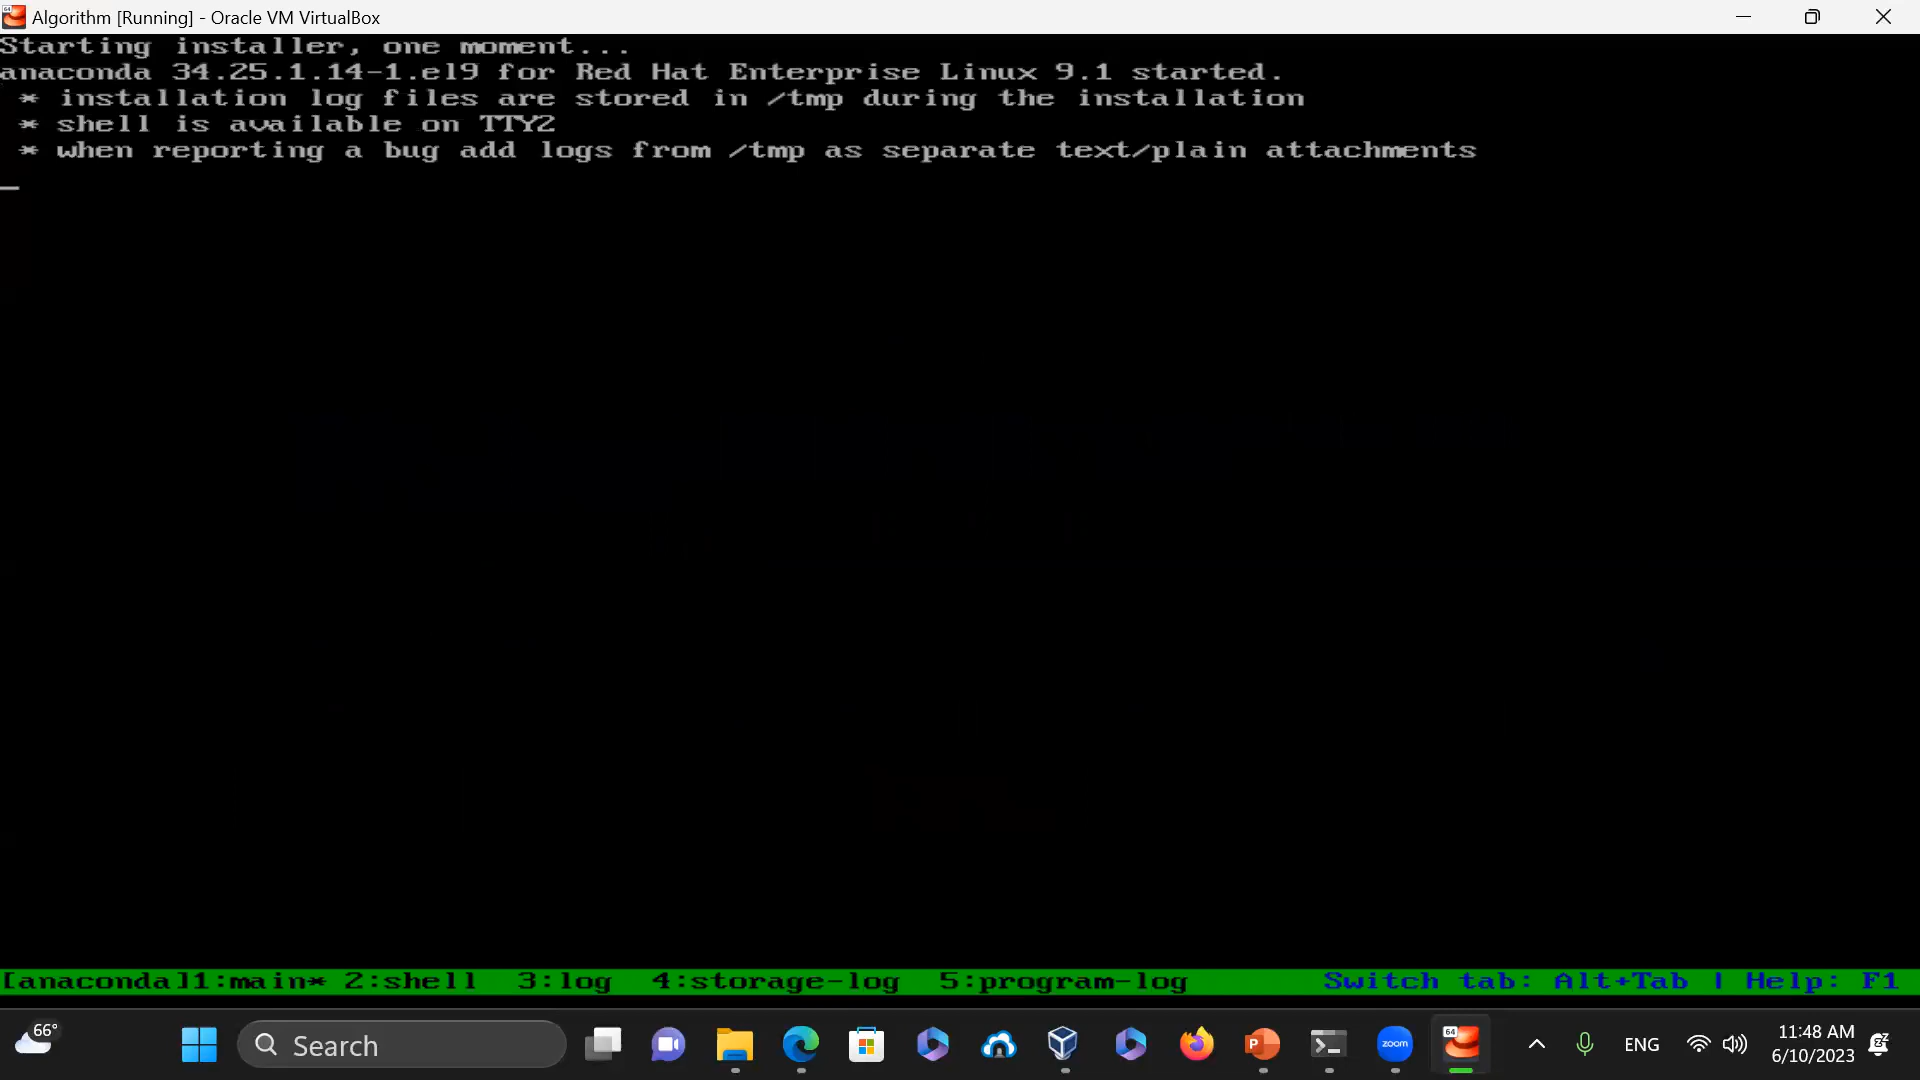 Algorithm [Running] - Oracle VM VirtualBox
Starting installer, one moment...
anaconda 34.25.1.14-1.el9 for Red Hat Enterprise Linux 9.1 started.
* installation log files are stored in /tmp during the installation
* shell is available on TTY2
* when reporting a bug add logs from /tmp as separate text/plain attachments
[anaconda]1:main* 2:shell 3:log 4:storage-log 5:program-log Switch tab: Alt+Tab | Help: F1
66°
Search
zoom
64
ENG
11:48 AM
6/10/2023